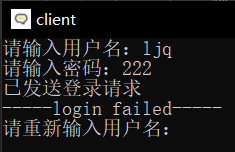 client
请输入用户名：ljq
请输入密码：222
已发送登录请求
-----login failed-----
请重新输入用户名：